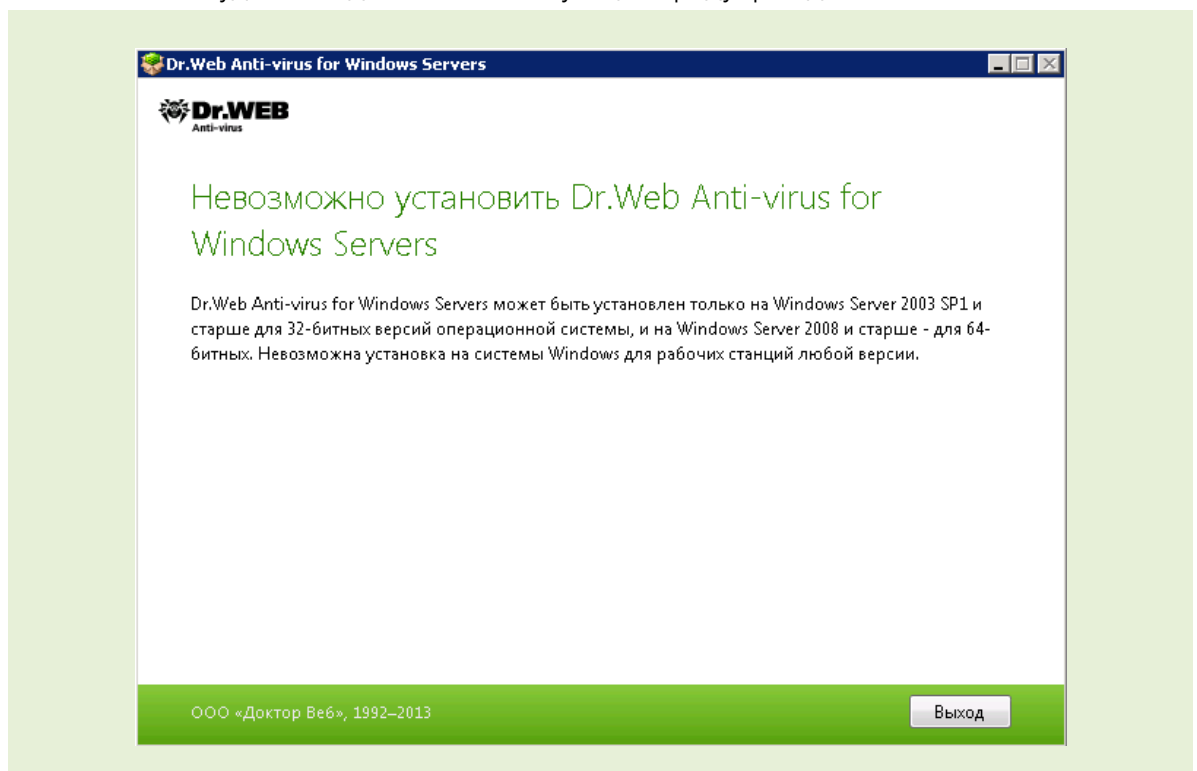 Dr.Web Anti-virus for Windows Servers
Dr.WEB
Anti-virus
Невозможно установить Dr.Web Anti-virus for
Windows Servers
Dr.Web Anti-virus for Windows Servers может быть установлен только на Windows Server 2003 SP1 и
старше для 32-битных версий операционной системы, и на Windows Server 2008 и старше - для 64-
битных. Невозможна установка на системы Windows для рабочих станций любой версии.
ООО «Доктор Веб», 1992–2013
Выход